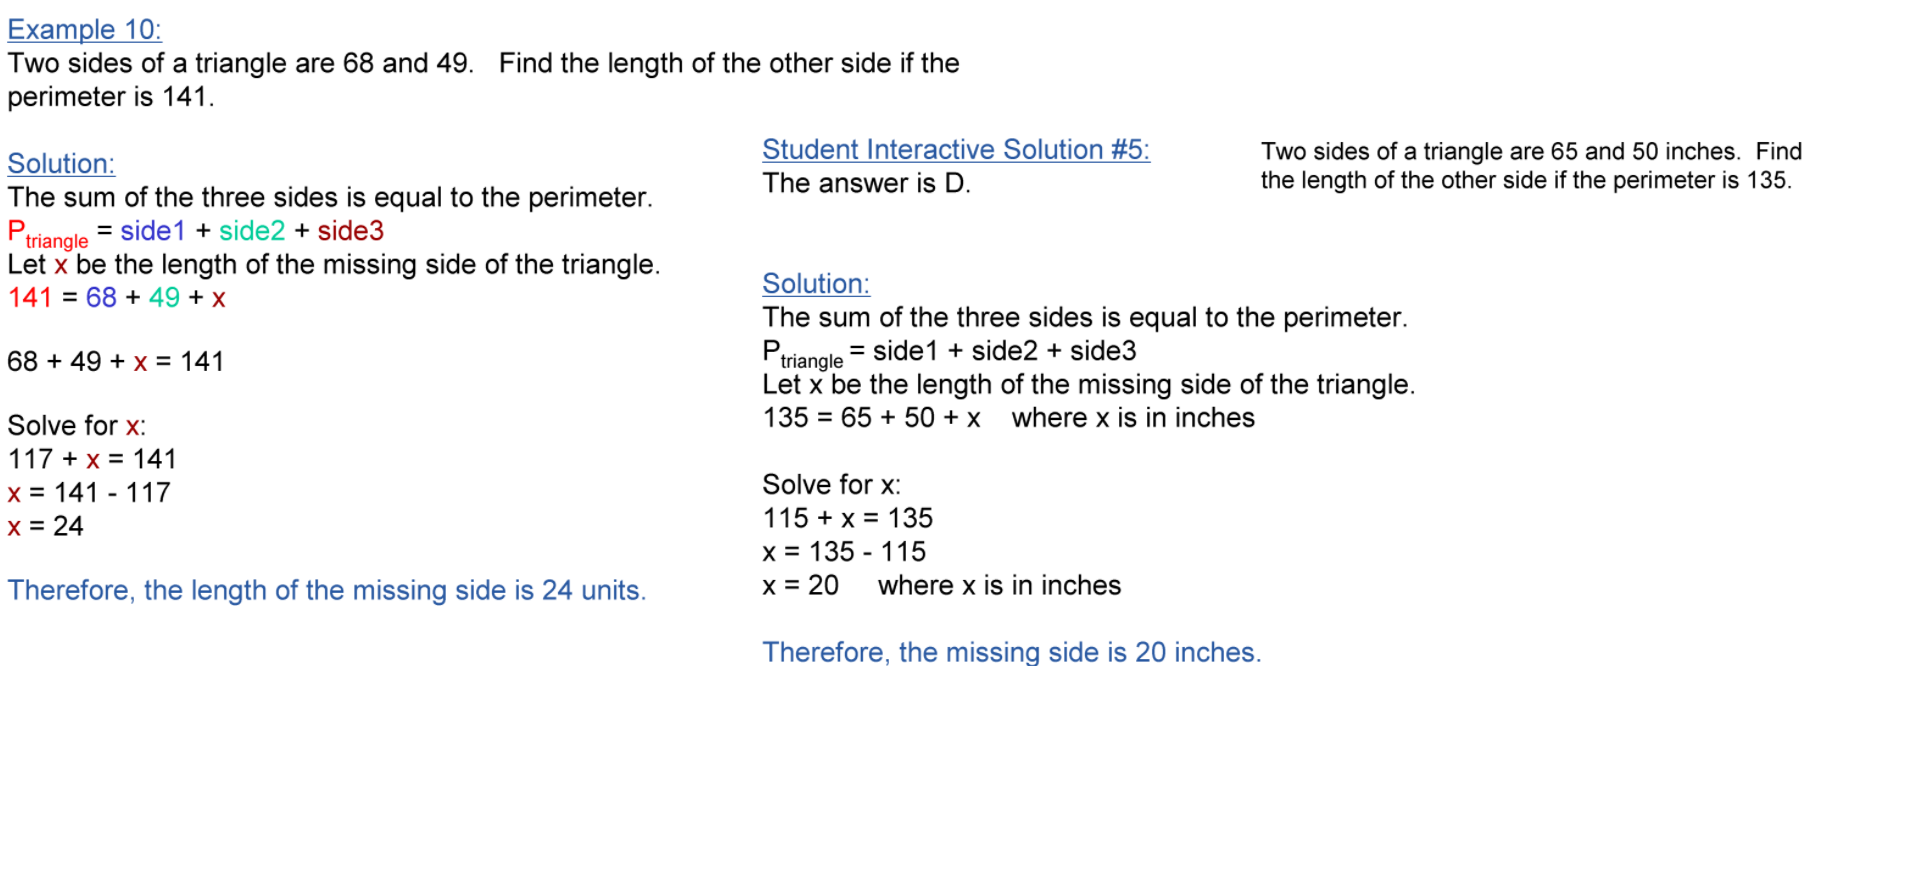 Example 10:
Two sides of a triangle are 68 and 49.   Find the length of the other side if the
perimeter is 141.
Solution:
The sum of the three sides is equal to the perimeter.
Ptriangle = side1 + side2 + side3
Let x be the length of the missing side of the triangle.
141 = 68 + 49 + x
68 + 49 + x = 141
Solve for x:
117 + x = 141
x = 141 - 117
x = 24
Therefore, the length of the missing side is 24 units.
Student Interactive Solution #5:
The answer is D.
Two sides of a triangle are 65 and 50 inches.  Find
the length of the other side if the perimeter is 135.
Solution:
The sum of the three sides is equal to the perimeter.
Ptriangle = side1 + side2 + side3
Let x be the length of the missing side of the triangle.
135 = 65 + 50 + x    where x is in inches
Solve for x:
115 + x = 135
x = 135 - 115
x = 20     where x is in inches
Therefore, the missing side is 20 inches.